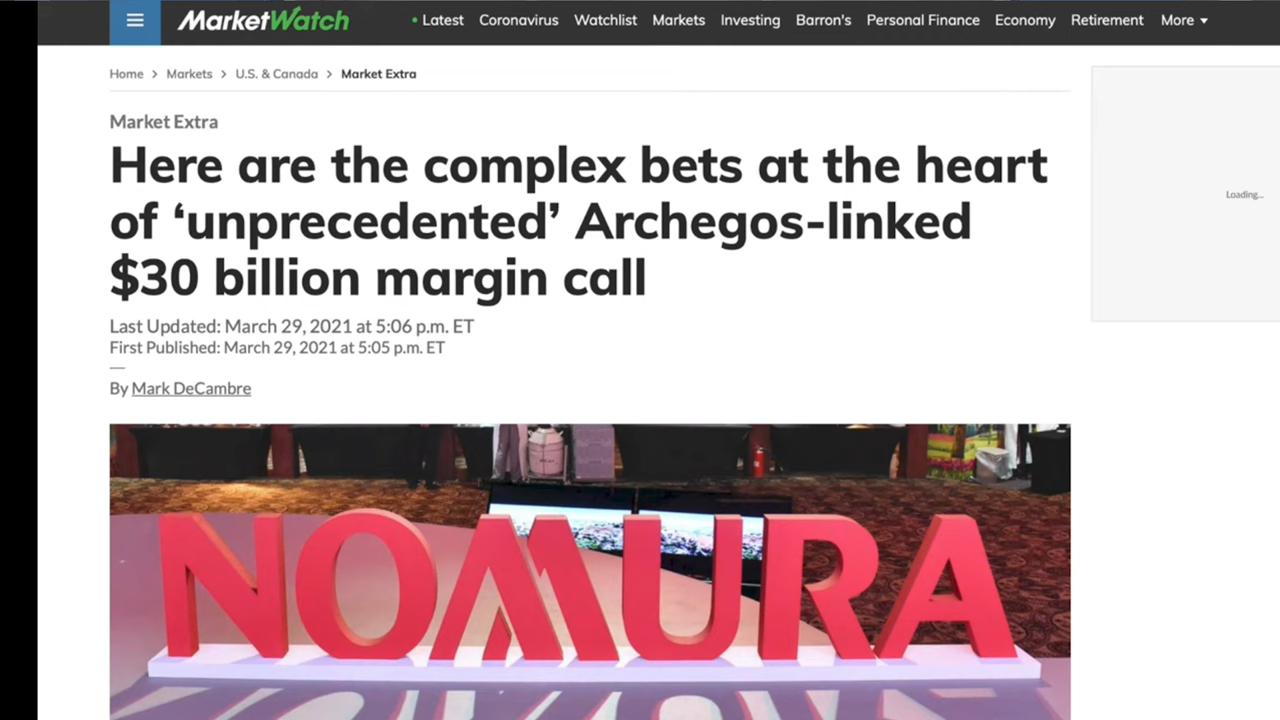 MarketWatch
• Latest Coronavirus Watchlist Markets Investing Barron's Personal Finance Economy Retirement More
Home > Markets > U.S. & Canada > Market Extra
Loading...
Market Extra
Here are the complex bets at the heart
of ‘unprecedented’ Archegos-linked
$30 billion margin call
Last Updated: March 29, 2021 at 5:06 p.m. ET
First Published: March 29, 2021 at 5:05 p.m. ET
—
By Mark DeCambre
NOMURA